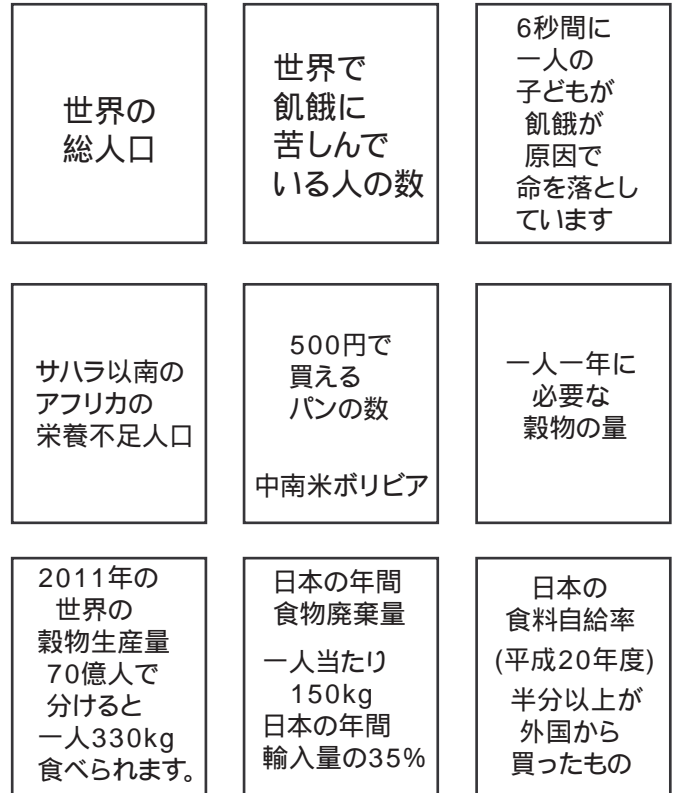 世界の
総人口
世界で
飢餓に
苦しんで
いる人の数
6秒間に
一人の
子どもが
飢餓が
原因で
命を落とし
ています
サハラ以南の
アフリカの
栄養不足人口
500円で
買える
パンの数
中南米ボリビア
一人一年に
必要な
穀物の量
2011年の
世界の
穀物生産量
70億人で
分けると
一人330kg
食べられます。
日本の年間
食物廃棄量
一人当たり
150kg
日本の年間
輸入量の35%
日本の
食料自給率
(平成20年度)
半分以上が
外国から
買ったもの